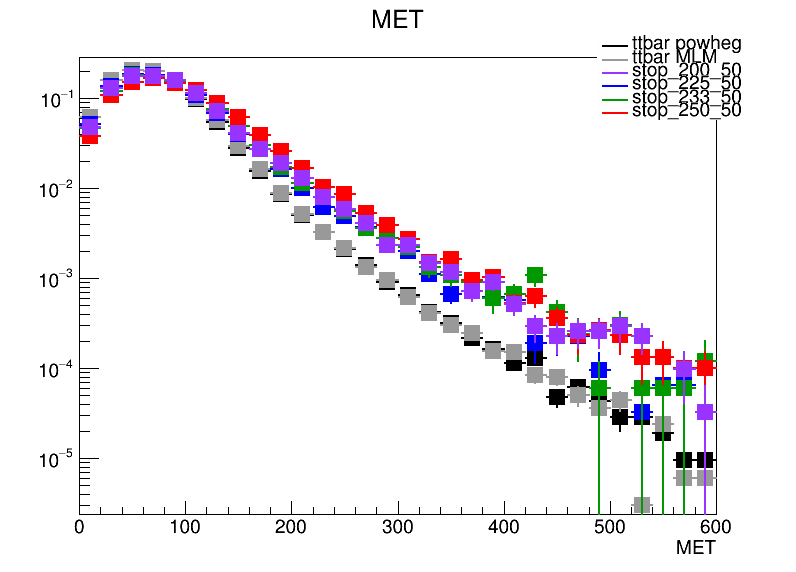 MET
ttbar powheg
ttbar MLM
stop_200_50
stop_225_50
stop_233_50
stop_250_50
10⁻¹
10⁻²
10⁻³
10⁻⁴
10⁻⁵
0 100 200 300 400 500 600
MET